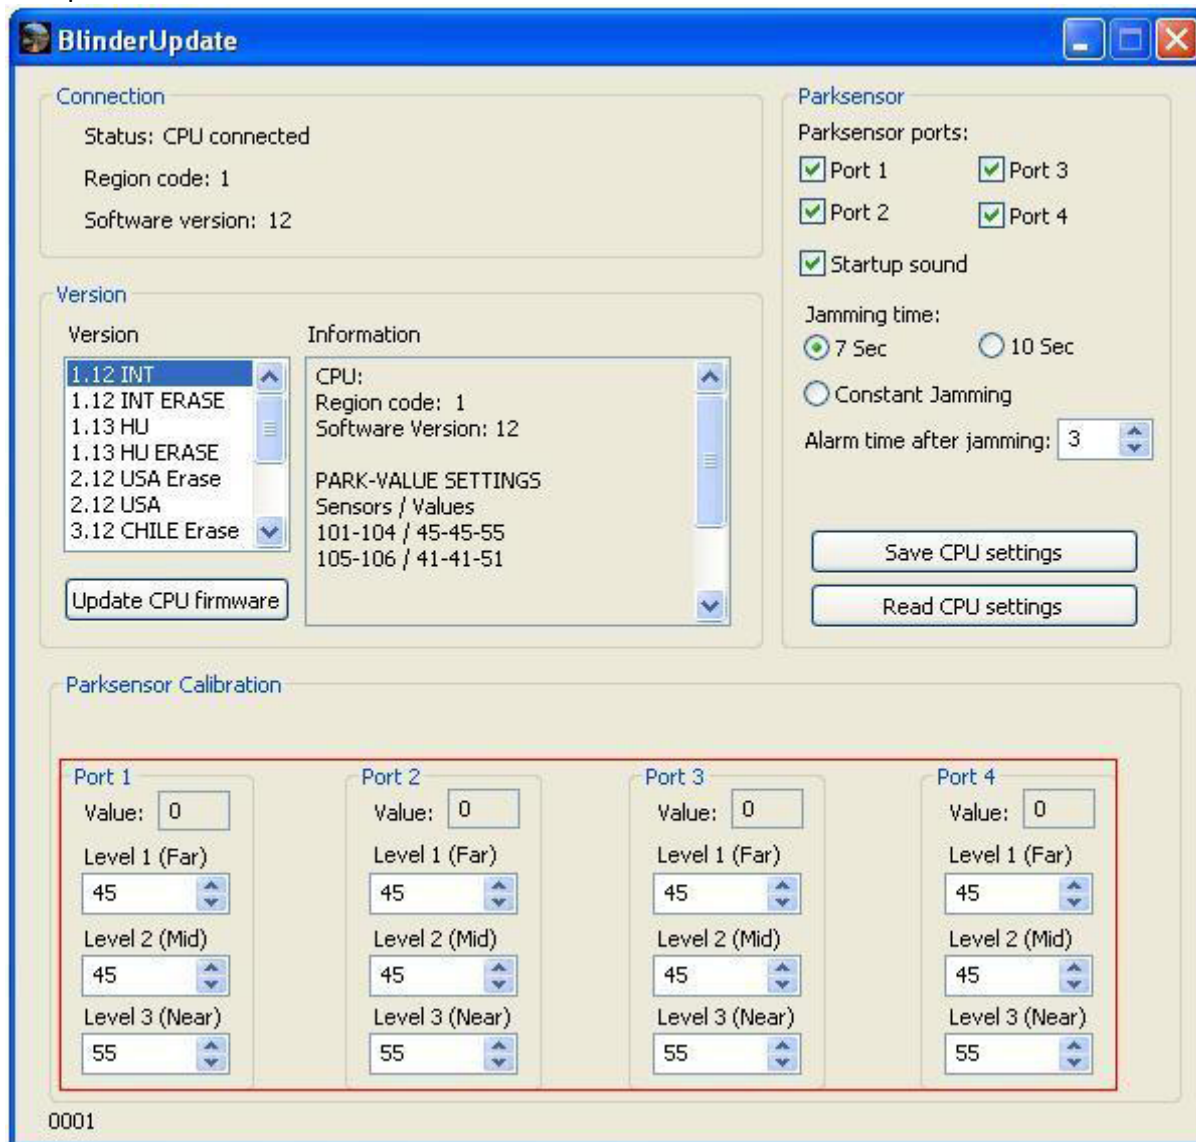 BlinderUpdate
Connection
Status: CPU connected
Region code: 1
Software version: 12
Version
Version
1.12 INT
1.12 INT ERASE
1.13 HU
1.13 HU ERASE
2.12 USA Erase
2.12 USA
3.12 CHILE Erase
Update CPU firmware
Information
CPU:
Region code: 1
Software Version: 12
PARK-VALUE SETTINGS
Sensors / Values
101-104 / 45-45-55
105-106 / 41-41-51
Parksensor
Parksensor ports:
Port 1 Port 3
Port 2 Port 4
Startup sound
Jamming time:
7 Sec 10 Sec
Constant Jamming
Alarm time after jamming: 3
Save CPU settings
Read CPU settings
Parksensor Calibration
Port 1
Value: 0
Level 1 (Far)
45
Level 2 (Mid)
45
Level 3 (Near)
55
Port 2
Value: 0
Level 1 (Far)
45
Level 2 (Mid)
45
Level 3 (Near)
55
Port 3
Value: 0
Level 1 (Far)
45
Level 2 (Mid)
45
Level 3 (Near)
55
Port 4
Value: 0
Level 1 (Far)
45
Level 2 (Mid)
45
Level 3 (Near)
55
0001